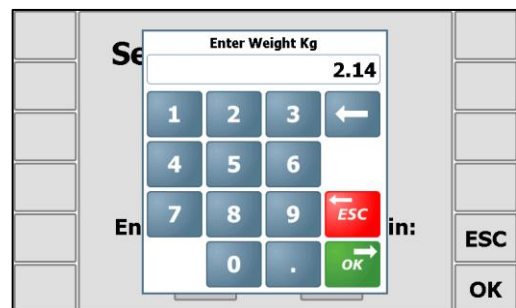 Enter Weight Kg
Se
2.14
1 2 3
4 5 6
7 8 9 ESC
En in: ESC
0 . OK
OK